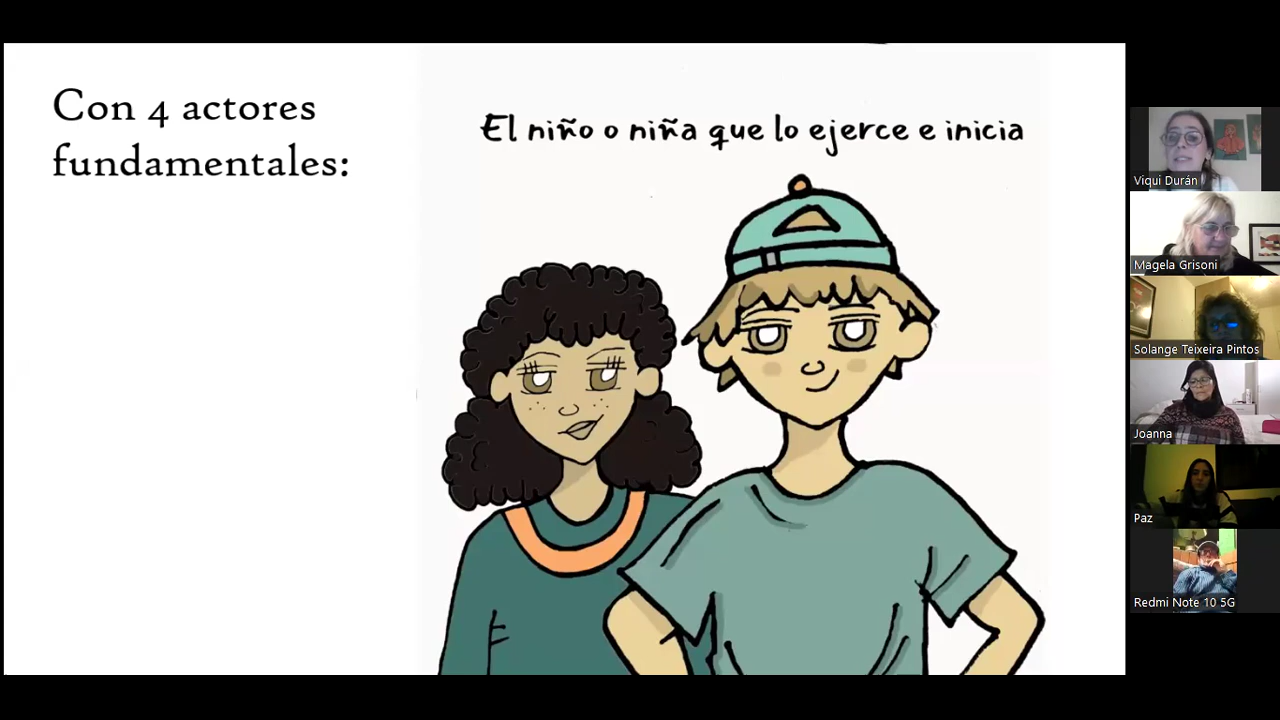 Con 4 actores
fundamentales:
El niño o niña que lo ejerce e inicia
Viqui Durán
Magela Grisoni
Solange Teixeira Pintos
Joanna
Paz
Redmi Note 10 5G